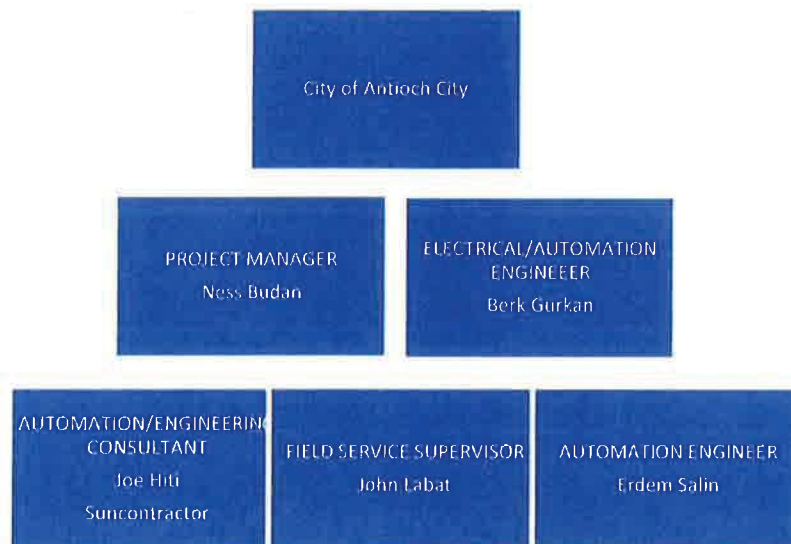 City of Antioch City
PROJECT MANAGER
Ness Budan
ELECTRICAL/AUTOMATION
ENGINEEER
Berk Gurkan
AUTOMATION/ENGINEERING
CONSULTANT
Joe Hiti
Suncontractor
FIELD SERVICE SUPERVISOR
John Labat
AUTOMATION ENGINEER
Erdem Salin